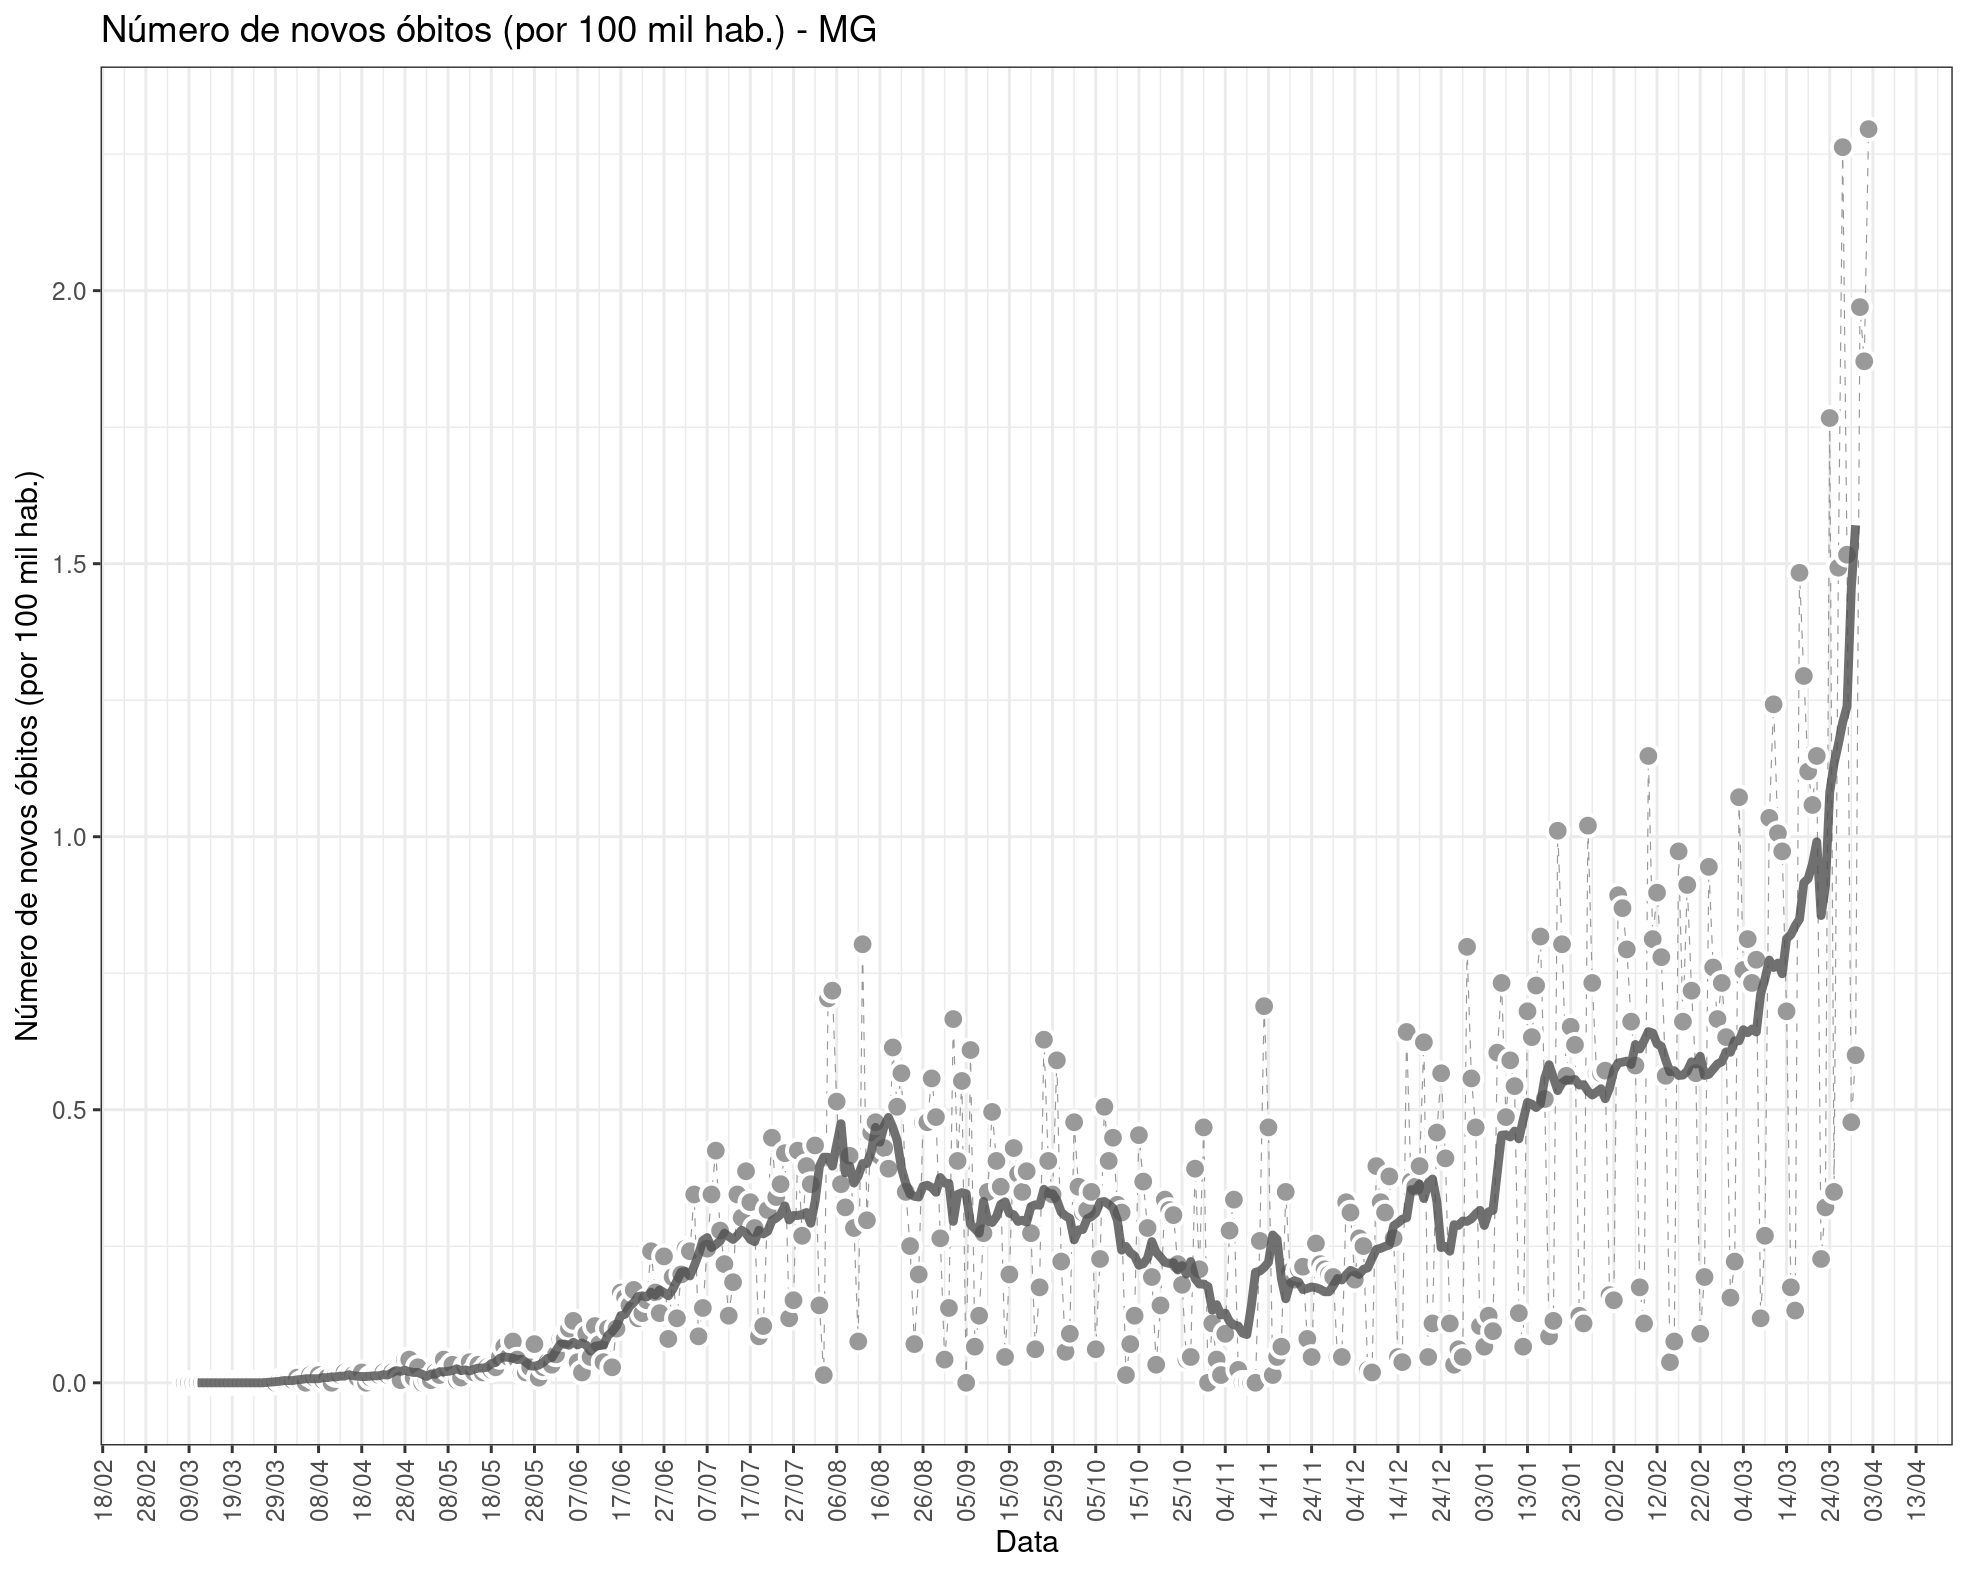 Número de novos óbitos (por 100 mil hab.) - MG
Número de novos óbitos (por 100 mil hab.)
2.0
1.5
1.0
0.5
0.0
18/02 28/02 09/03 19/03 29/03 08/04 18/04 28/04 08/05 18/05 28/05 07/06 17/06 27/06 07/07 17/07 27/07 06/08 16/08 26/08 05/09 15/09 25/09 05/10 15/10 25/10 04/11 14/11 24/11 04/12 14/12 24/12 03/01 13/01 23/01 02/02 12/02 22/02 04/03 14/03 24/03 03/04 13/04
Data